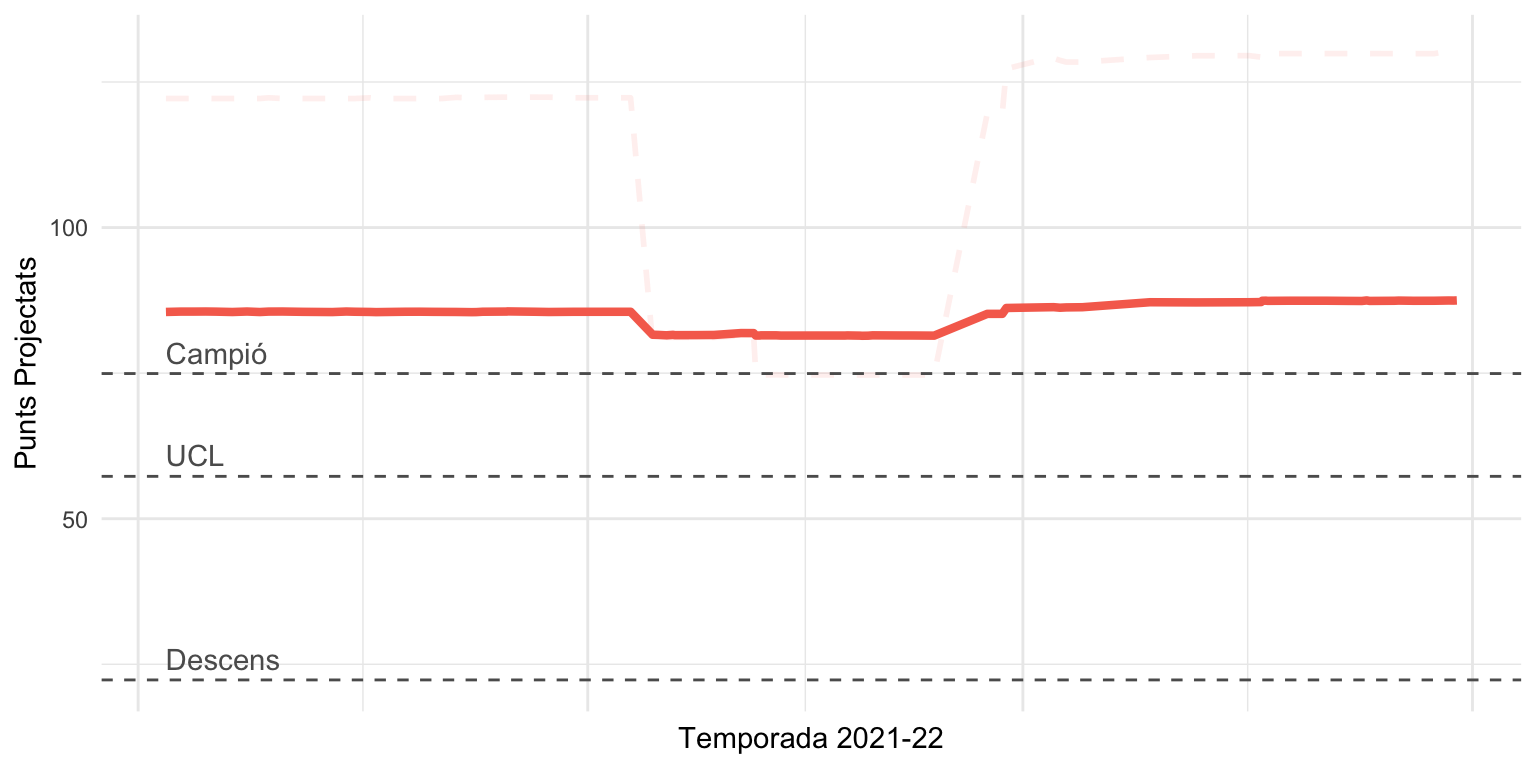 Punts Projectats
100
50
Campió
UCL
Descens
Temporada 2021-22